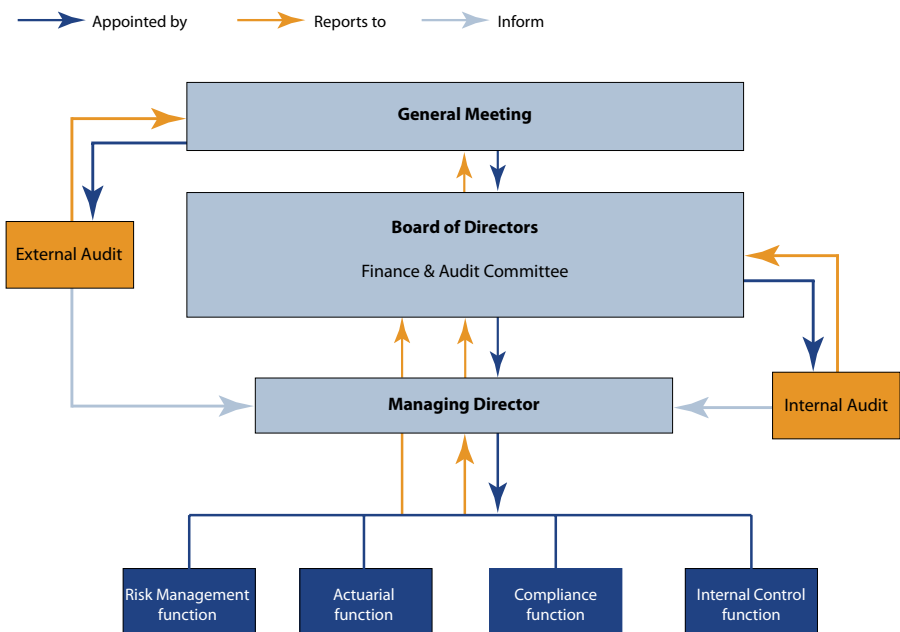 Appointed by
Reports to
Inform
General Meeting
Board of Directors
Finance & Audit Committee
External Audit
Managing Director
Internal Audit
Risk Management
function
Actuarial
function
Compliance
function
Internal Control
function